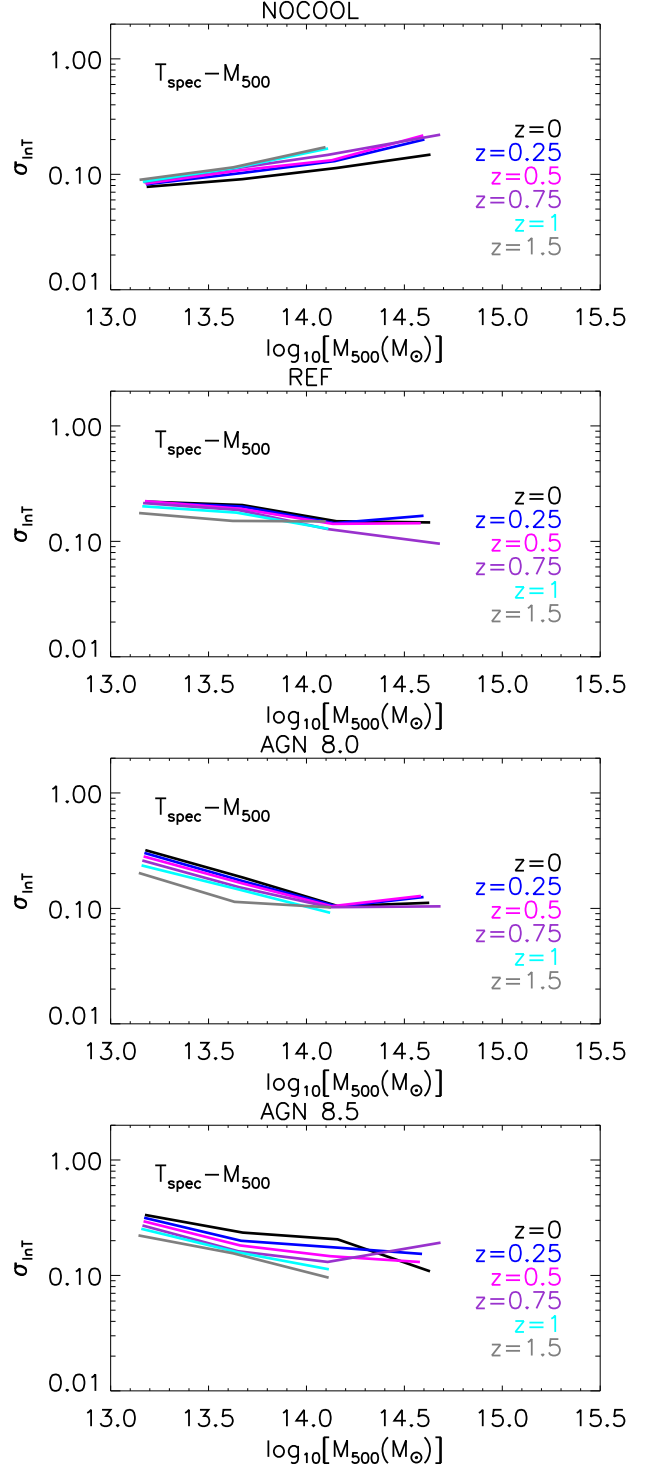 NOCOOL
1.00
T_spec−M_500
z=0
z=0.25
σ_lnT
0.10
z=0.5
z=0.75
z=1
z=1.5
0.01
13.0 13.5 14.0 14.5 15.0 15.5
log_10[M_500(M_⊙)]
REF
1.00
T_spec−M_500
z=0
z=0.25
σ_lnT
0.10
z=0.5
z=0.75
z=1
z=1.5
0.01
13.0 13.5 14.0 14.5 15.0 15.5
log_10[M_500(M_⊙)]
AGN 8.0
1.00
T_spec−M_500
z=0
z=0.25
σ_lnT
0.10
z=0.5
z=0.75
z=1
z=1.5
0.01
13.0 13.5 14.0 14.5 15.0 15.5
log_10[M_500(M_⊙)]
AGN 8.5
1.00
T_spec−M_500
z=0
z=0.25
σ_lnT
0.10
z=0.5
z=0.75
z=1
z=1.5
0.01
13.0 13.5 14.0 14.5 15.0 15.5
log_10[M_500(M_⊙)]